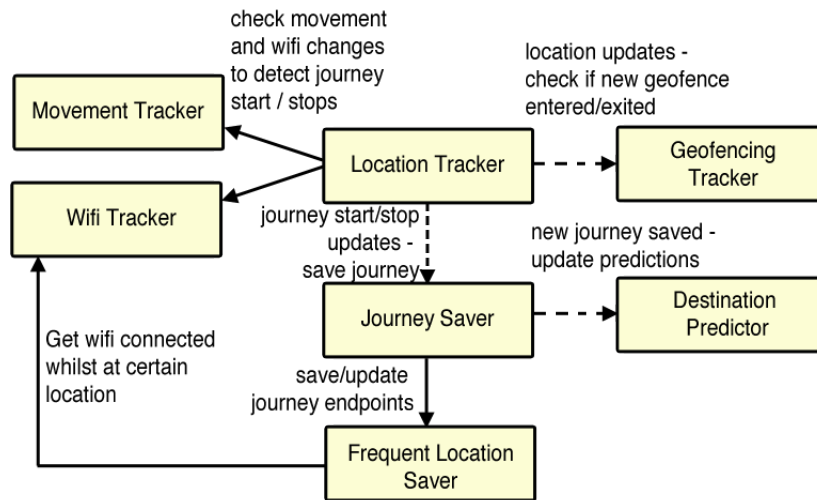 check movement
and wifi changes
to detect journey
start / stops
location updates -
check if new geofence
entered/exited
Movement Tracker
Location Tracker
Geofencing
Tracker
Wifi Tracker
journey start/stop
updates -
save journey
new journey saved -
update predictions
Journey Saver
Destination
Predictor
Get wifi connected
whilst at certain
location
save/update
journey endpoints
Frequent Location
Saver